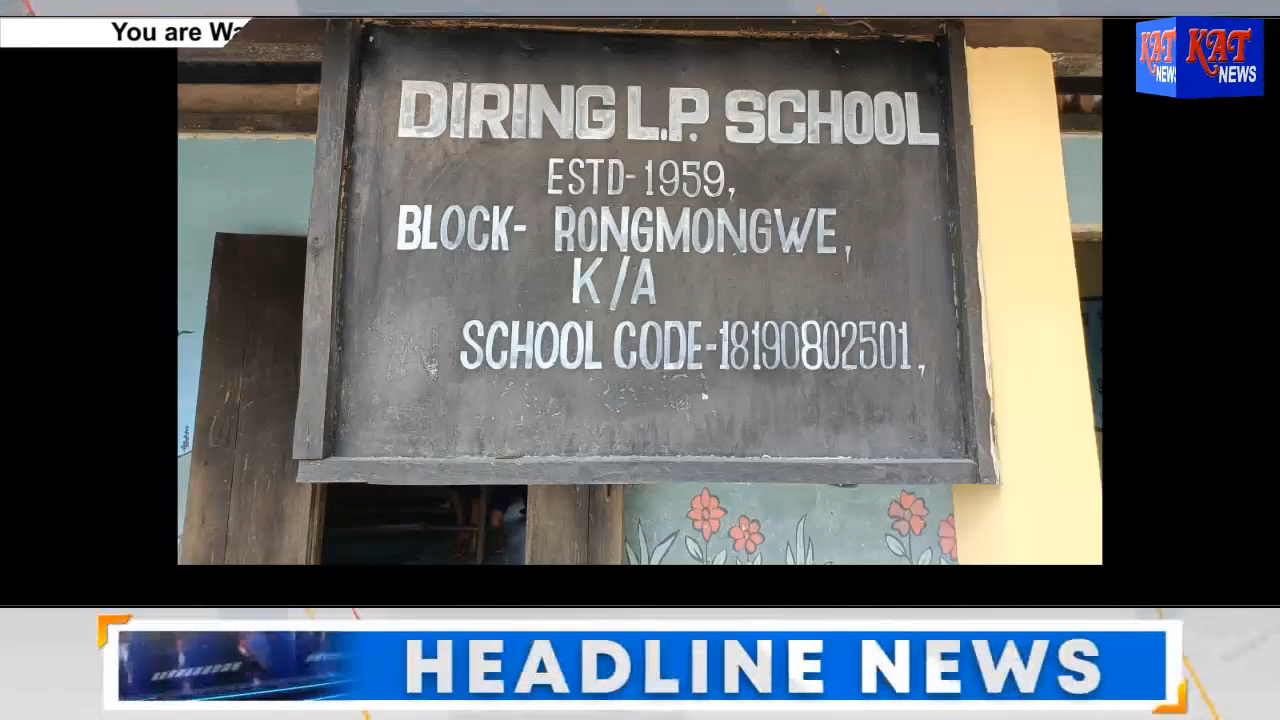 You are Wa
KAT NEWS
KAT NEWS
DIRING L.P. SCHOOL
ESTD-1959,
BLOCK- RONGMONGWE,
K/A
SCHOOL CODE-18190802501,
HEADLINE NEWS